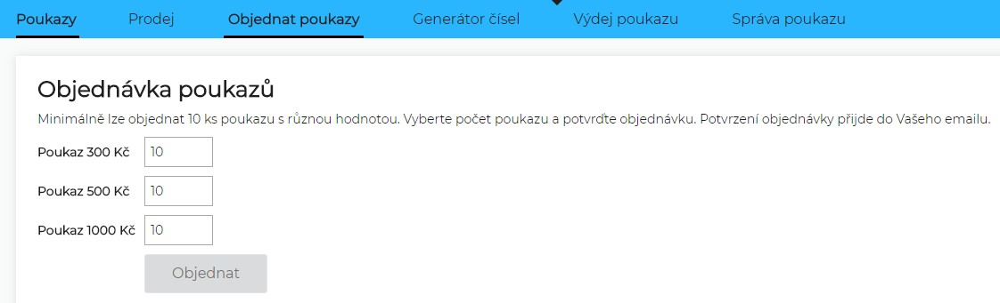 Poukazy Prodej Objednat poukazy Generátor čísel Výdej poukazu Správa poukazu
Objednávka poukazů
Minimálně lze objednat 10 ks poukazu s různou hodnotou. Vyberte počet poukazu a potvrďte objednávku. Potvrzení objednávky přijde do Vašeho emailu.
Poukaz 300 Kč 10
Poukaz 500 Kč 10
Poukaz 1000 Kč 10
Objednat